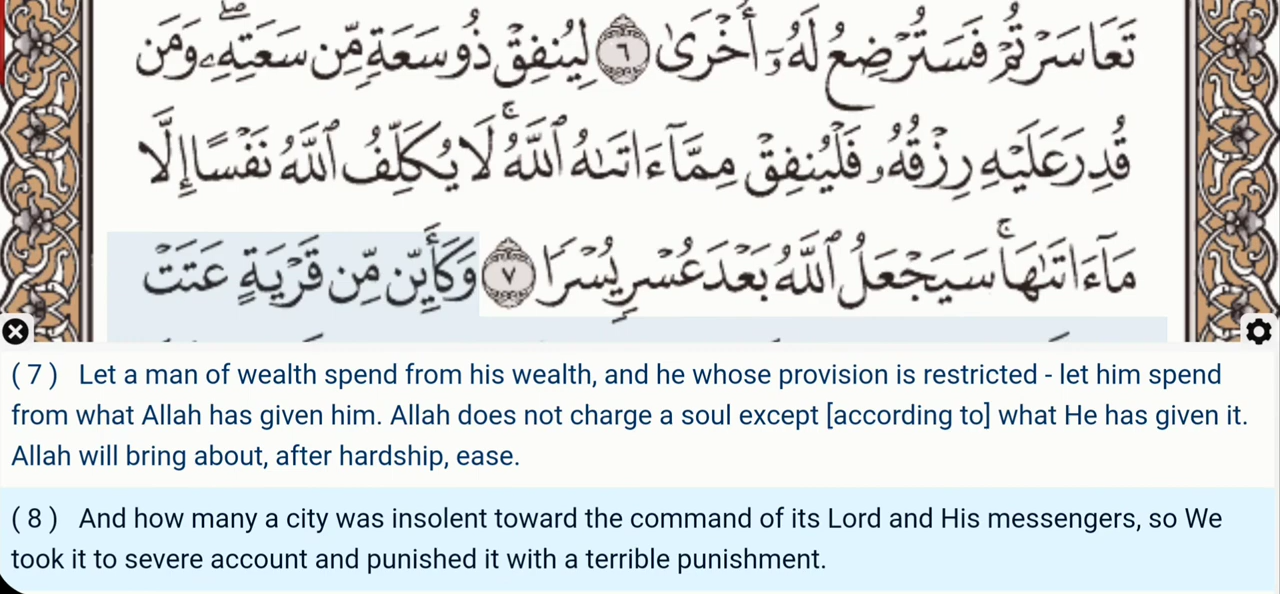 تَعَاسَرْتُمْ فَسَتُرْضِعُ لَهُۥٓ أُخْرَىٰ ٦ لِيُنفِقْ ذُو سَعَةٍ مِّن سَعَتِهِۦ ۖ وَمَن
قُدِرَ عَلَيْهِ رِزْقُهُۥ فَلْيُنفِقْ مِمَّآ ءَاتَىٰهُ ٱللَّهُ ۚ لَا يُكَلِّفُ ٱللَّهُ نَفْسًا إِلَّا
مَآ ءَاتَىٰهَا ۚ سَيَجْعَلُ ٱللَّهُ بَعْدَ عُسْرٍ يُسْرًا ٧ وَكَأَيِّن مِّن قَرْيَةٍ عَتَتْ
( 7 ) Let a man of wealth spend from his wealth, and he whose provision is restricted - let him spend
from what Allah has given him. Allah does not charge a soul except [according to] what He has given it.
Allah will bring about, after hardship, ease.
( 8 ) And how many a city was insolent toward the command of its Lord and His messengers, so We
took it to severe account and punished it with a terrible punishment.